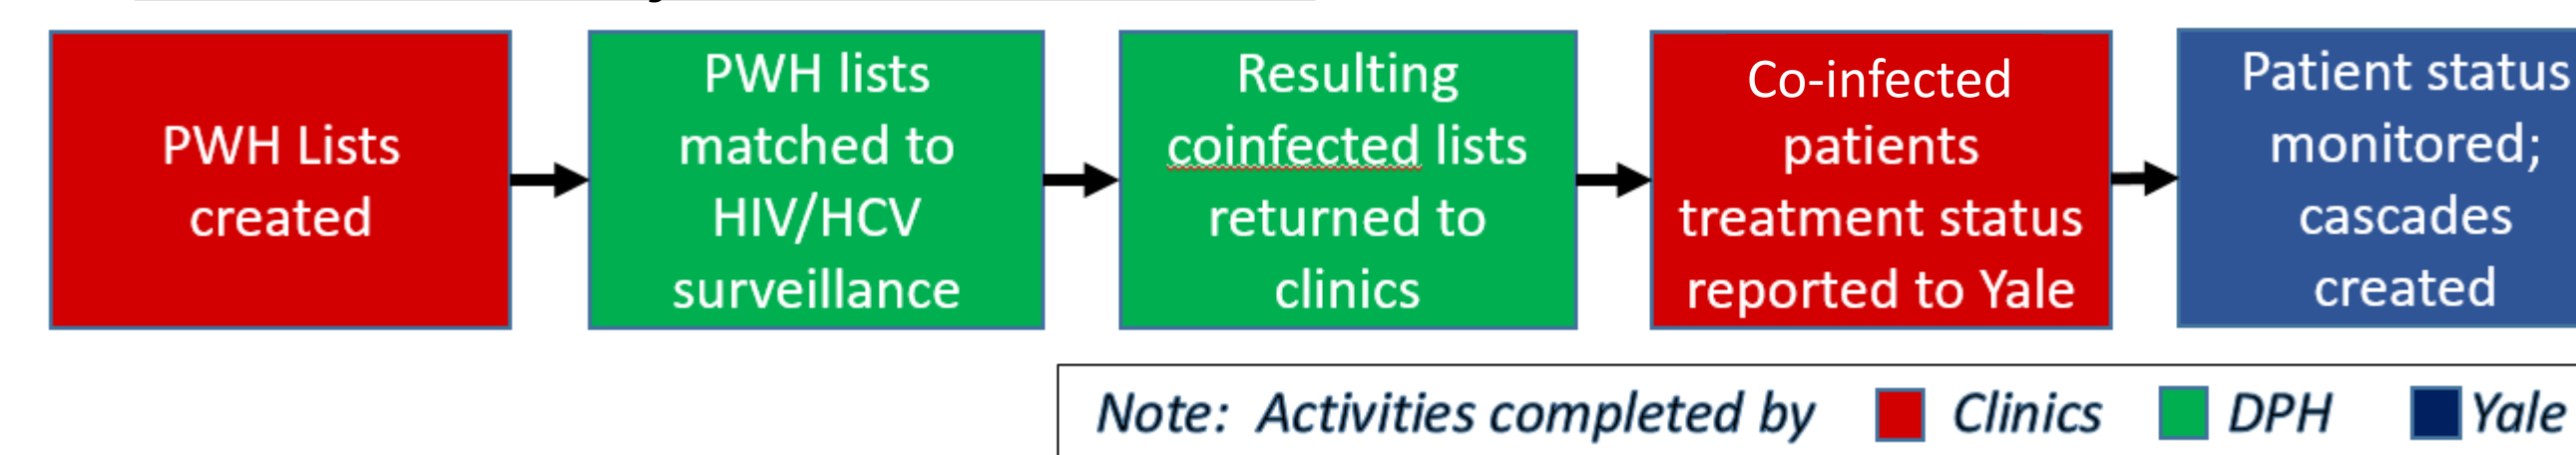 PWH Lists
created
PWH lists
matched to
HIV/HCV
surveillance
Resulting
coinfected lists
returned to
clinics
Co-infected
patients
treatment status
reported to Yale
Patient status
monitored;
cascades
created
Note: Activities completed by Clinics DPH Yale